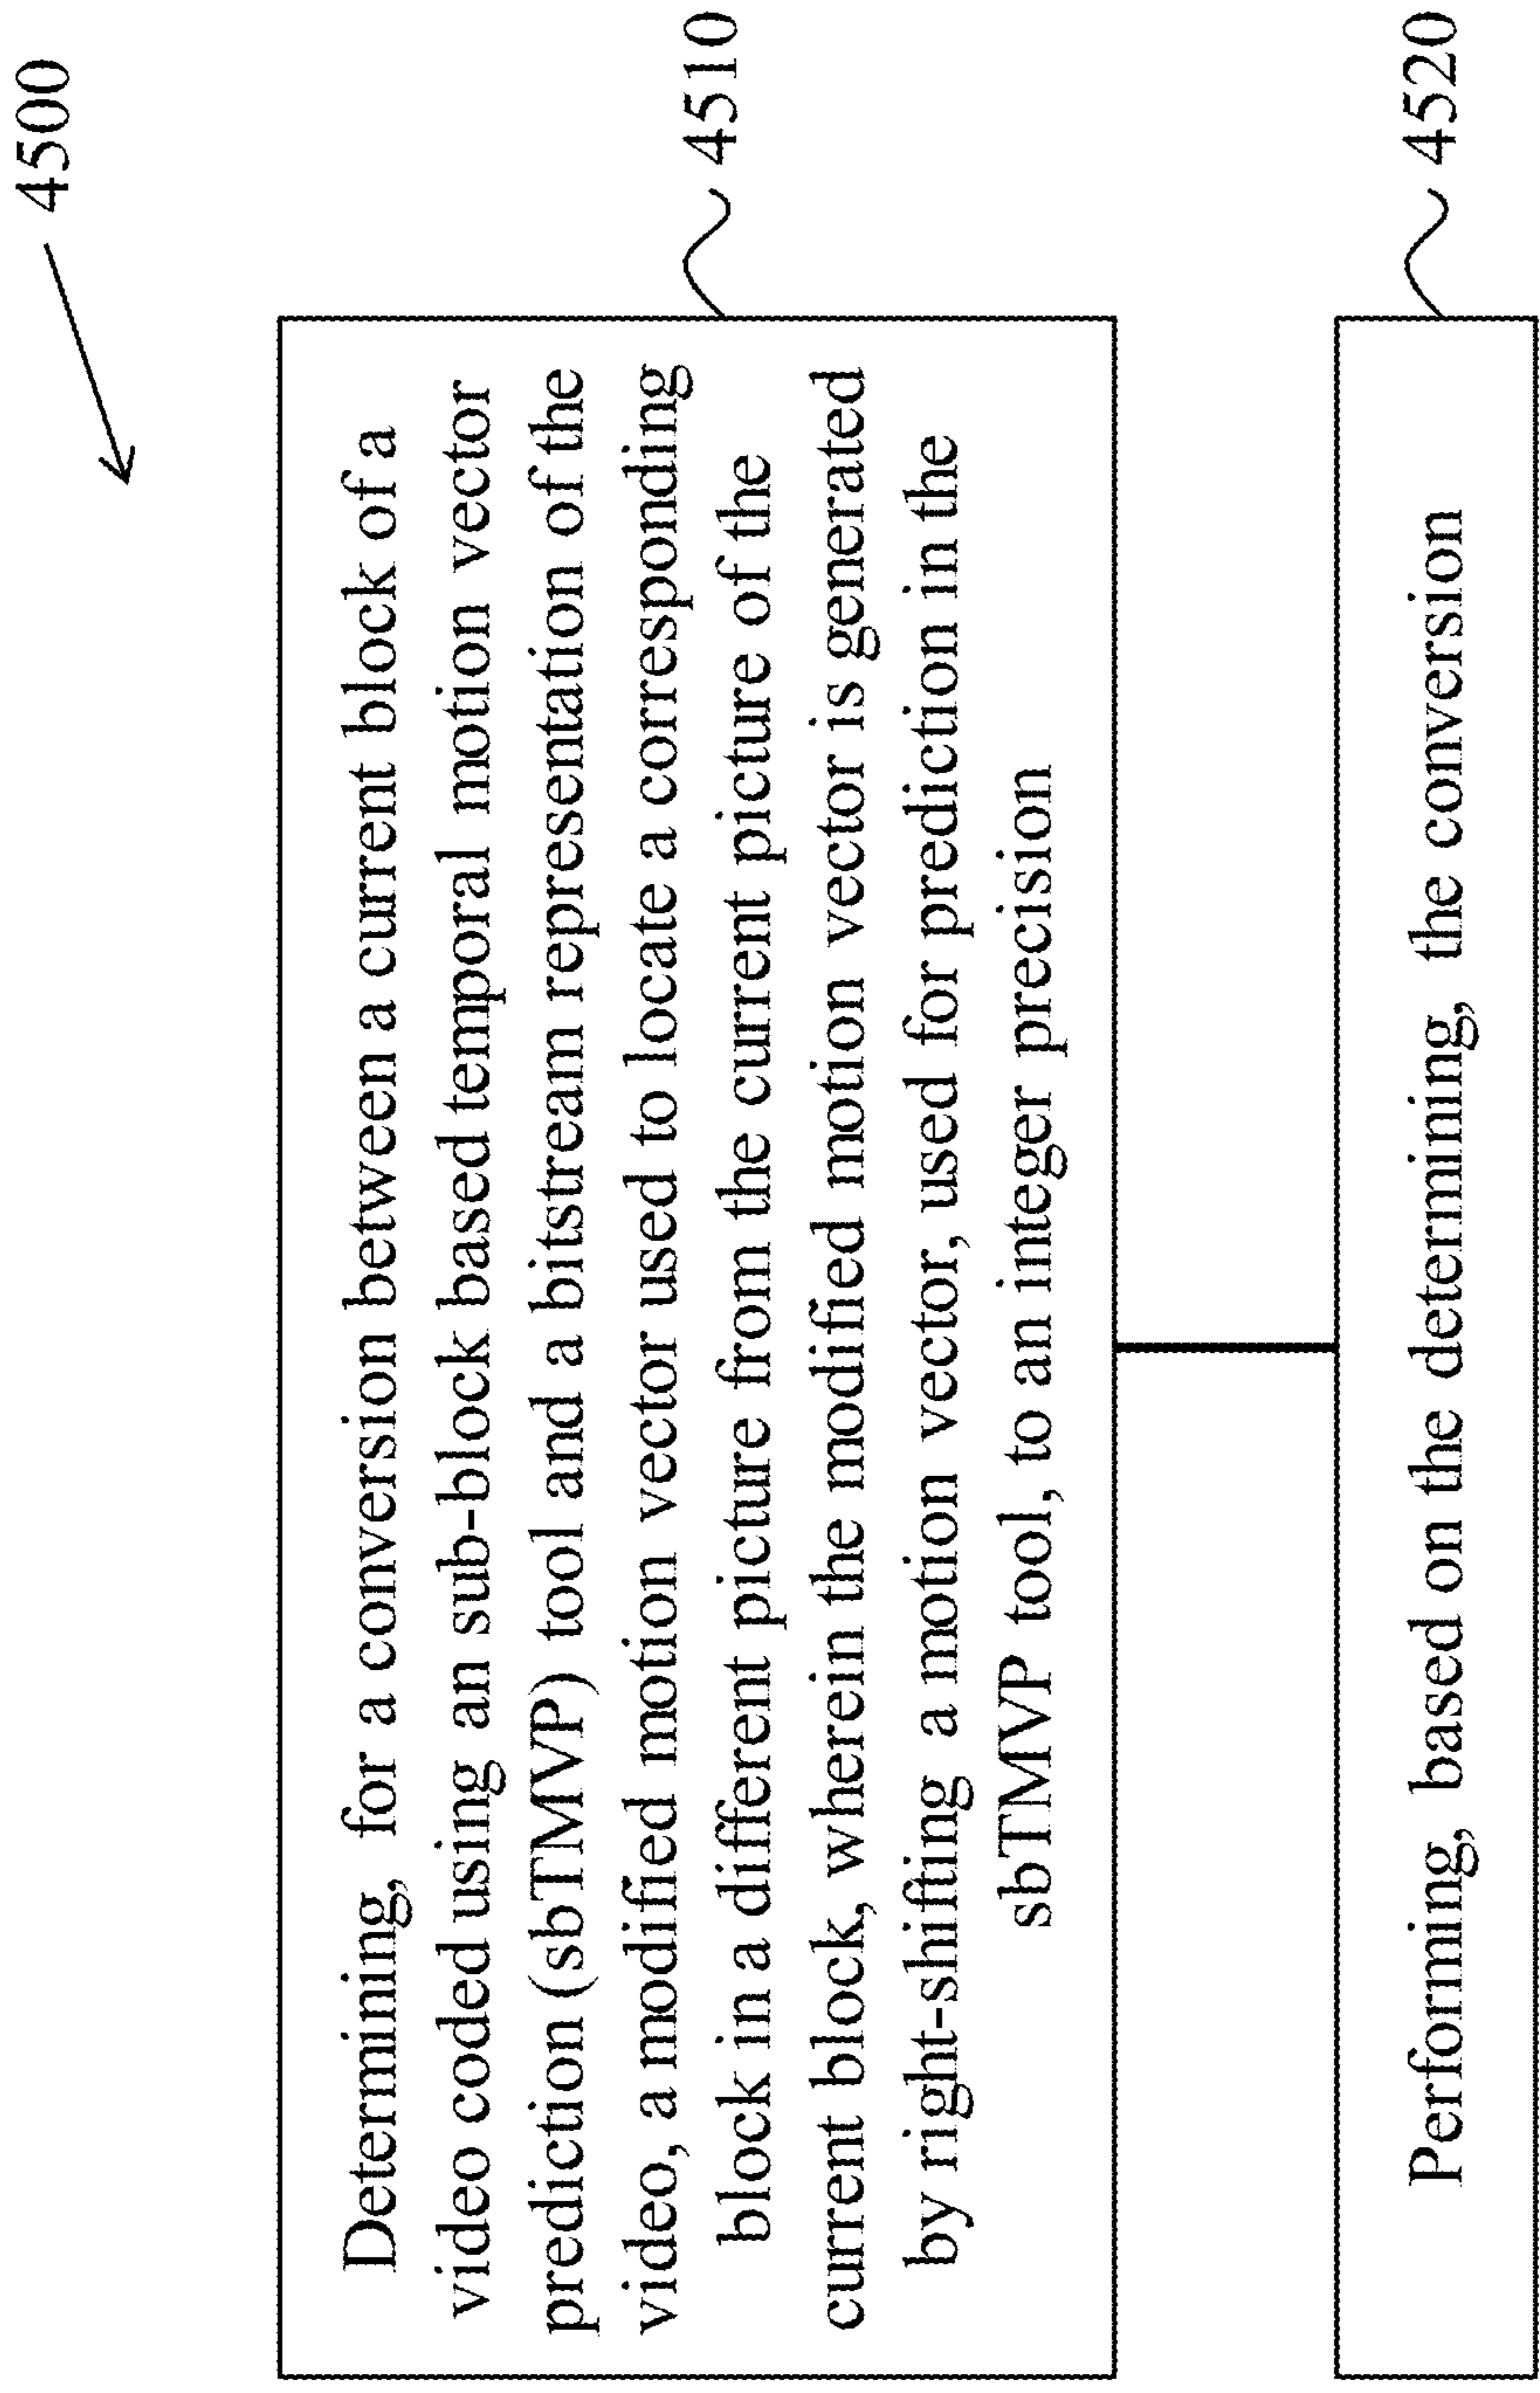 4500
Determining, for a conversion between a current block of a
video coded using an sub-block based temporal motion vector
prediction (sbTMVP) tool and a bitstream representation of the
video, a modified motion vector used to locate a corresponding
block in a different picture from the current picture of the
current block, wherein the modified motion vector is generated
by right-shifting a motion vector, used for prediction in the
sbTMVP tool, to an integer precision
4510
Performing, based on the determining, the conversion
4520